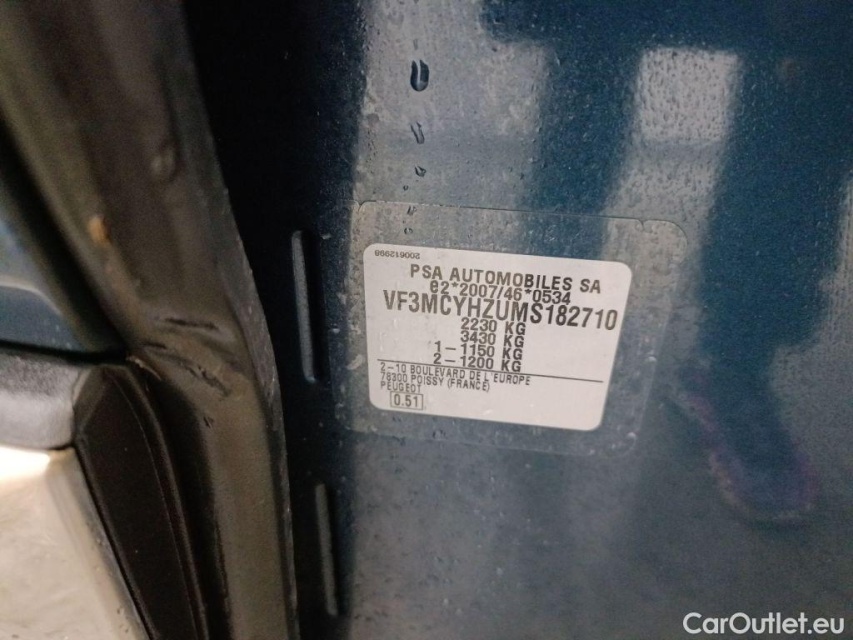 200612998
PSA AUTOMOBILES SA
e2*2007/46*0534
VF3MCYHZUMS182710
2230 KG
3430 KG
1-1150 KG
2-1200 KG
2-10 BOULEVARD DE L'EUROPE
78300 POISSY (FRANCE)
PEUGEOT
0.51
CarOutlet.eu